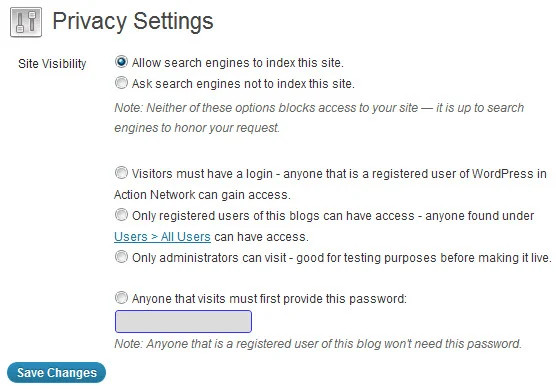 Privacy Settings
Site Visibility
Allow search engines to index this site.
Ask search engines not to index this site.
Note: Neither of these options blocks access to your site — it is up to search
engines to honor your request.
Visitors must have a login - anyone that is a registered user of WordPress in
Action Network can gain access.
Only registered users of this blogs can have access - anyone found under
Users > All Users can have access.
Only administrators can visit - good for testing purposes before making it live.
Anyone that visits must first provide this password:
Note: Anyone that is a registered user of this blog won't need this password.
Save Changes